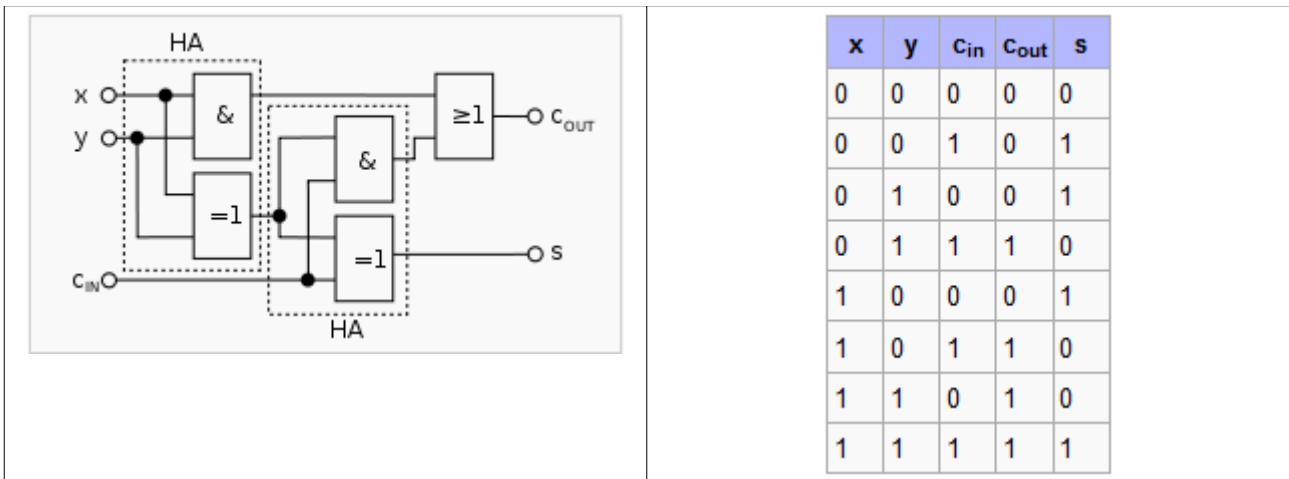 HA
x
&
≥1
c_OUT
y
&
=1
=1
s
c_IN
HA
x y c_in c_out s
0 0 0 0 0
0 0 1 0 1
0 1 0 0 1
0 1 1 1 0
1 0 0 0 1
1 0 1 1 0
1 1 0 1 0
1 1 1 1 1